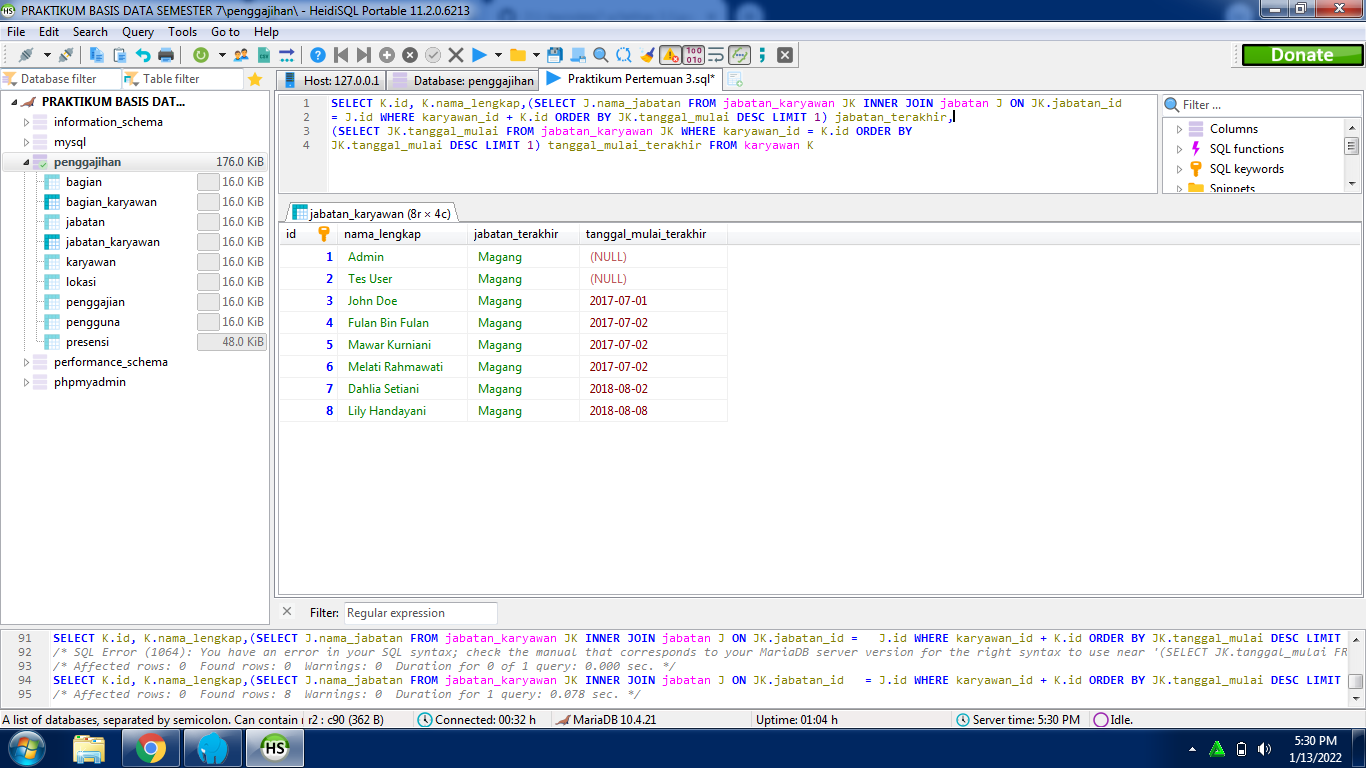 PRAKTIKUM BASIS DATA SEMESTER 7\penggajihan\ - HeidiSQL Portable 11.2.0.6213
File Edit Search Query Tools Go to Help
Donate
Database filter Table filter
Host: 127.0.0.1 Database: penggajihan Praktikum Pertemuan 3.sql*
PRAKTIKUM BASIS DAT...
information_schema
mysql
penggajihan 176.0 KiB
bagian 16.0 KiB
bagian_karyawan 16.0 KiB
jabatan 16.0 KiB
jabatan_karyawan 16.0 KiB
karyawan 16.0 KiB
lokasi 16.0 KiB
penggajian 16.0 KiB
pengguna 16.0 KiB
presensi 48.0 KiB
performance_schema
phpmyadmin
1 SELECT K.id, K.nama_lengkap,(SELECT J.nama_jabatan FROM jabatan_karyawan JK INNER JOIN jabatan J ON JK.jabatan_id
2 = J.id WHERE karyawan_id + K.id ORDER BY JK.tanggal_mulai DESC LIMIT 1) jabatan_terakhir,
3 (SELECT JK.tanggal_mulai FROM jabatan_karyawan JK WHERE karyawan_id = K.id ORDER BY
4 JK.tanggal_mulai DESC LIMIT 1) tanggal_mulai_terakhir FROM karyawan K
Filter ...
Columns
SQL functions
SQL keywords
Snippets
jabatan_karyawan (8r × 4c)
id nama_lengkap jabatan_terakhir tanggal_mulai_terakhir
1 Admin Magang (NULL)
2 Tes User Magang (NULL)
3 John Doe Magang 2017-07-01
4 Fulan Bin Fulan Magang 2017-07-02
5 Mawar Kurniani Magang 2017-07-02
6 Melati Rahmawati Magang 2017-07-02
7 Dahlia Setiani Magang 2018-08-02
8 Lily Handayani Magang 2018-08-08
Filter: Regular expression
91 SELECT K.id, K.nama_lengkap,(SELECT J.nama_jabatan FROM jabatan_karyawan JK INNER JOIN jabatan J ON JK.jabatan_id = J.id WHERE karyawan_id + K.id ORDER BY JK.tanggal_mulai DESC LIMIT
92 /* SQL Error (1064): You have an error in your SQL syntax; check the manual that corresponds to your MariaDB server version for the right syntax to use near '(SELECT JK.tanggal_mulai FR
93 /* Affected rows: 0 Found rows: 0 Warnings: 0 Duration for 0 of 1 query: 0.000 sec. */
94 SELECT K.id, K.nama_lengkap,(SELECT J.nama_jabatan FROM jabatan_karyawan JK INNER JOIN jabatan J ON JK.jabatan_id = J.id WHERE karyawan_id + K.id ORDER BY JK.tanggal_mulai DESC LIMIT
95 /* Affected rows: 0 Found rows: 8 Warnings: 0 Duration for 1 query: 0.078 sec. */
A list of databases, separated by semicolon. Can contain r2 : c90 (362 B) Connected: 00:32 h MariaDB 10.4.21 Uptime: 01:04 h Server time: 5:30 PM Idle.
HS
5:30 PM
1/13/2022